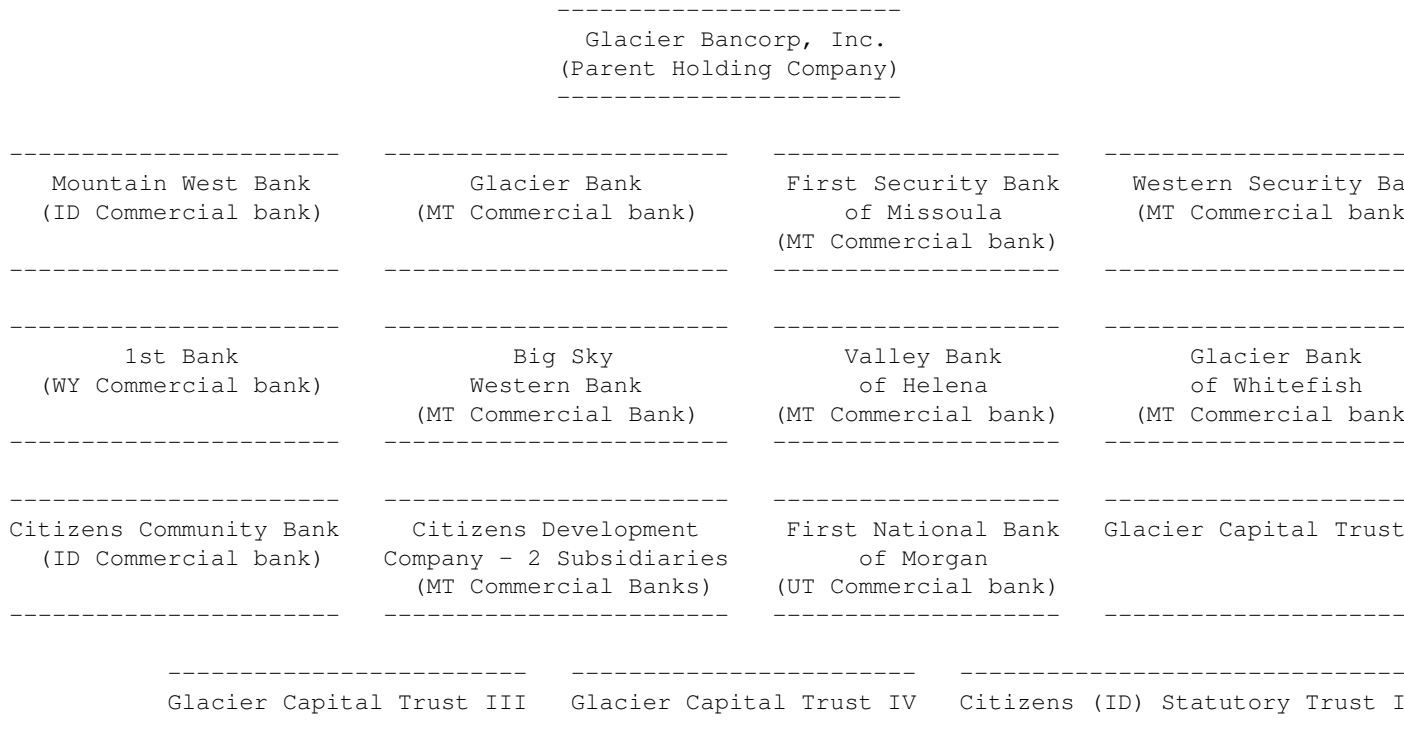 ------------------------
Glacier Bancorp, Inc.
(Parent Holding Company)
------------------------
----------------------- ------------------------ -------------------- ---------------------
Mountain West Bank Glacier Bank First Security Bank Western Security Ba
(ID Commercial bank) (MT Commercial bank) of Missoula (MT Commercial bank
(MT Commercial bank)
----------------------- ------------------------ -------------------- ---------------------
----------------------- ------------------------ -------------------- ---------------------
1st Bank Big Sky Valley Bank Glacier Bank
(WY Commercial bank) Western Bank of Helena of Whitefish
(MT Commercial Bank) (MT Commercial bank) (MT Commercial bank
----------------------- ------------------------ -------------------- ---------------------
----------------------- ------------------------ -------------------- ---------------------
Citizens Community Bank Citizens Development First National Bank Glacier Capital Trust
(ID Commercial bank) Company - 2 Subsidiaries of Morgan
(MT Commercial Banks) (UT Commercial bank)
----------------------- ------------------------ -------------------- ---------------------
------------------------- ------------------------ -------------------------------
Glacier Capital Trust III Glacier Capital Trust IV Citizens (ID) Statutory Trust I